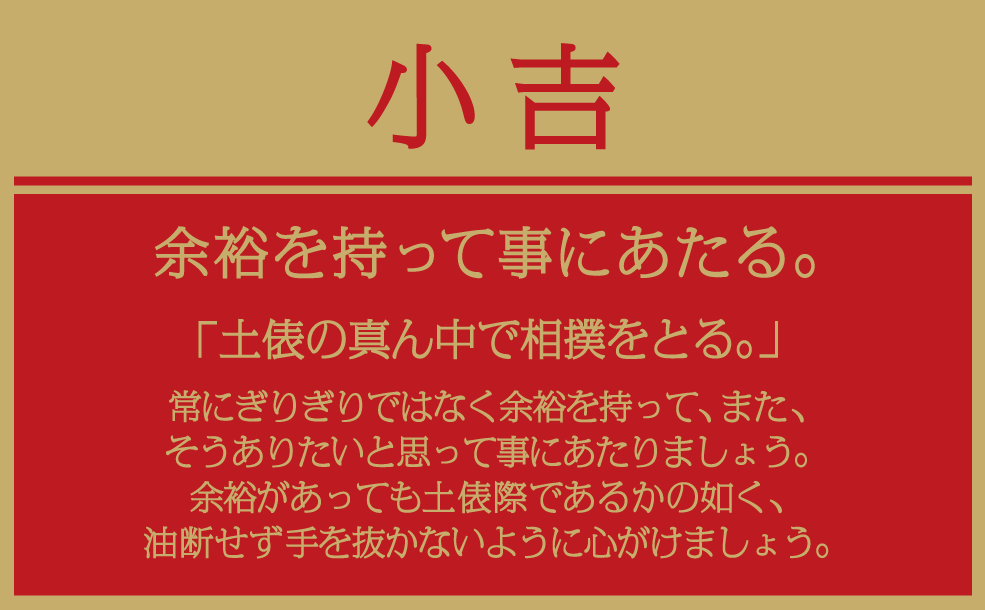 小吉
余裕を持って事にあたる。
「土俵の真ん中で相撲をとる。」
常にぎりぎりではなく余裕を持って、また、
そうありたいと思って事にあたりましょう。
余裕があっても土俵際であるかの如く、
油断せず手を抜かないように心がけましょう。